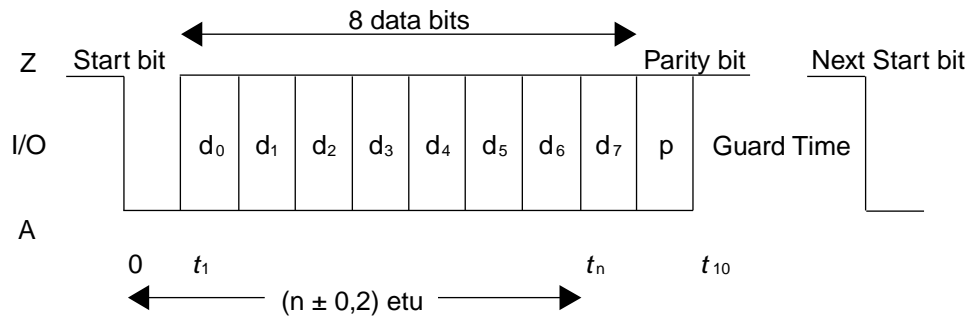 8 data bits
Z Start bit Parity bit Next Start bit
I/O d0 d1 d2 d3 d4 d5 d6 d7 p Guard Time
A
0 t1 tn t10
(n ± 0,2) etu